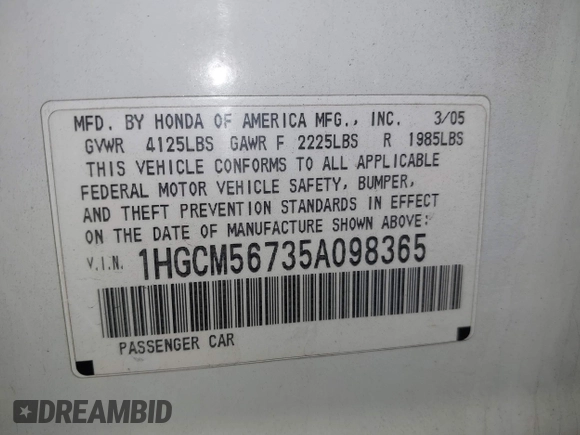 MFD. BY HONDA OF AMERICA MFG., INC. 3/05
GVWR 4125LBS GAWR F 2225LBS R 1985LBS
THIS VEHICLE CONFORMS TO ALL APPLICABLE
FEDERAL MOTOR VEHICLE SAFETY, BUMPER,
AND THEFT PREVENTION STANDARDS IN EFFECT
ON THE DATE OF MANUFACTURE SHOWN ABOVE:
V.I.N. 1HGCM56735A098365
PASSENGER CAR
DREAMBID